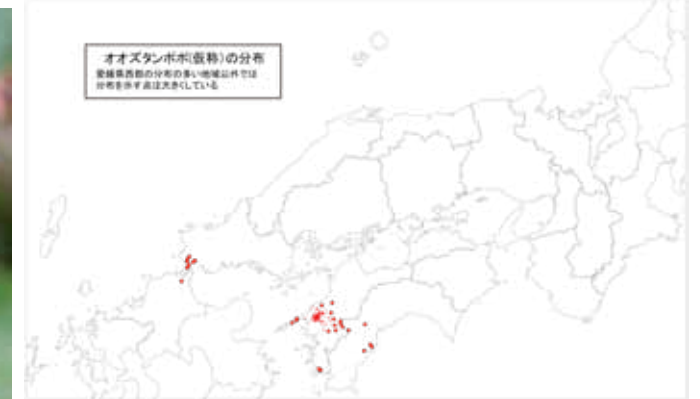 オオズタンポポ(仮称)の分布
愛媛県西部の分布の多い地域以外では
分布を示す点は大きくしている